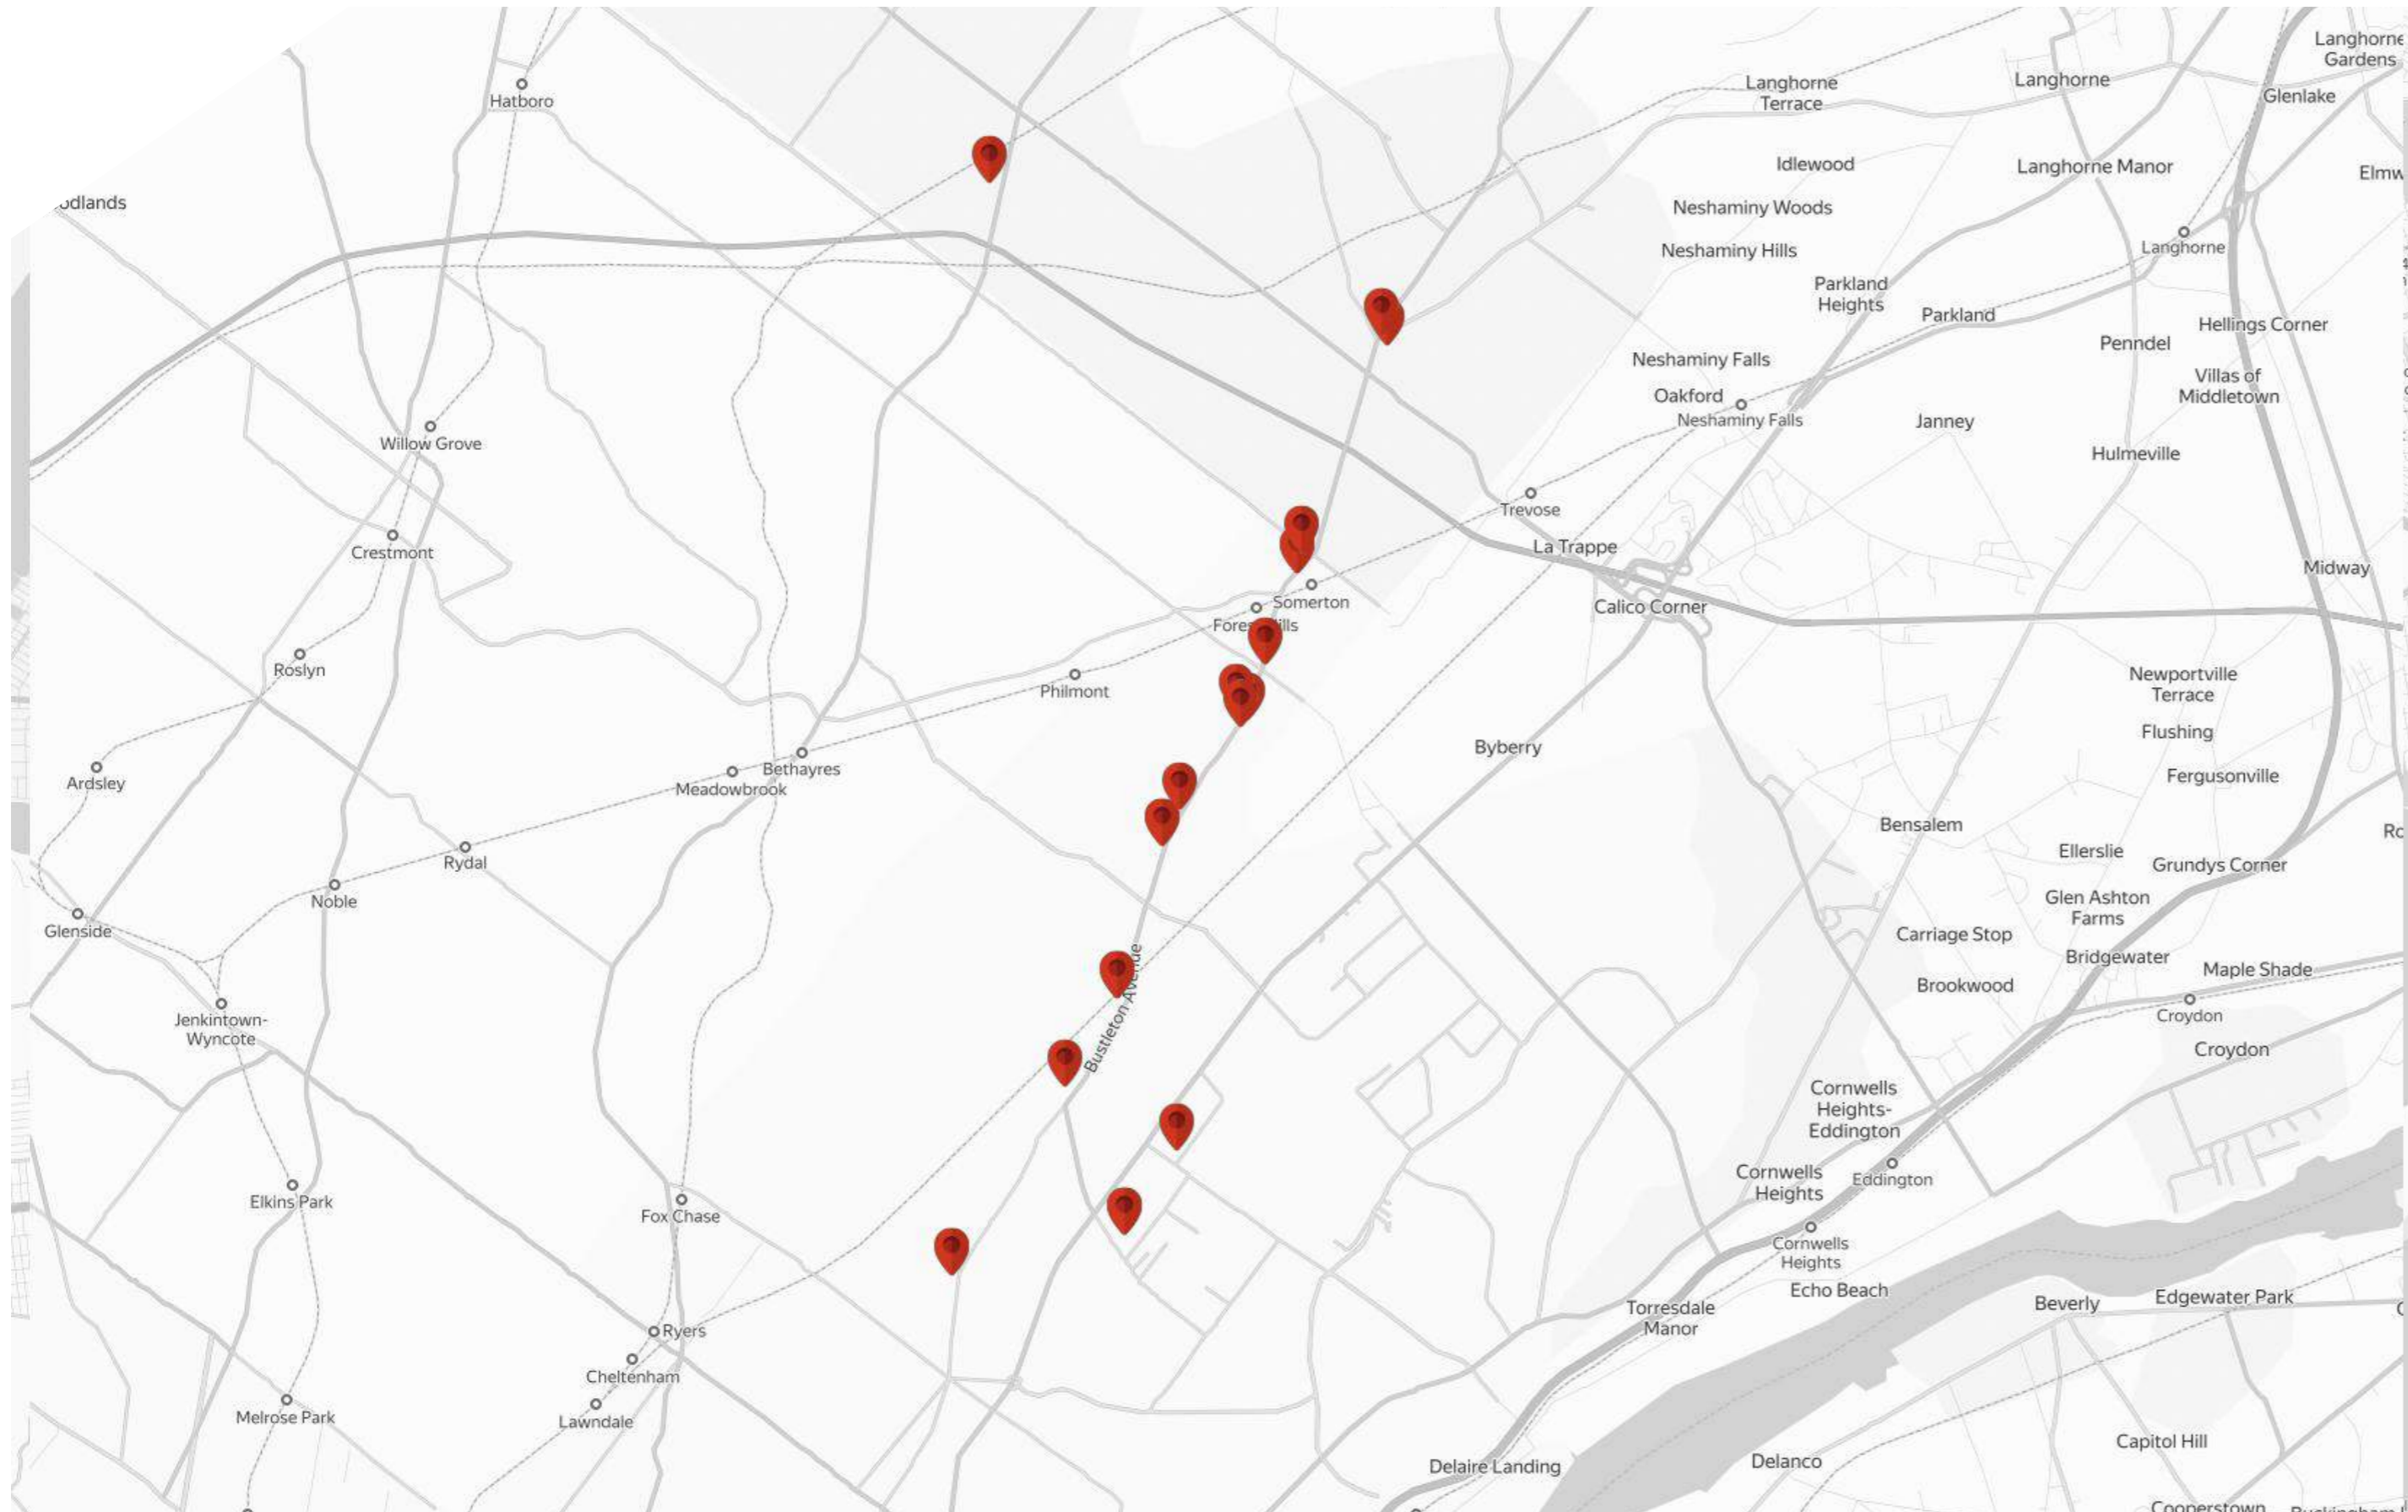 Langhorne
Gardens
Langhorne
Terrace
Langhorne
Glenlake
Hatboro
Idlewood
Langhorne Manor
odlands
Neshaminy Woods
Neshaminy Hills
Langhorne
Parkland
Heights
Parkland
Hellings Corner
Penndel
Neshaminy Falls
Villas of
Middletown
Oakford
Neshaminy Falls
Janney
Willow Grove
Hulmeville
Trevose
Crestmont
La Trappe
Midway
Somerton
Calico Corner
Roslyn
Philmont
Newportville
Terrace
Flushing
Byberry
Bethayres
Fergusonville
Ardsley
Meadowbrook
Bensalem
Rydal
Ellerslie
Grundys Corner
Noble
Glen Ashton
Farms
Glenside
Carriage Stop
Bridgewater
Maple Shade
Brookwood
Bustleton Avenue
Jenkintown-
Wyncote
Croydon
Croydon
Cornwells
Heights-
Eddington
Cornwells
Heights
Eddington
Elkins Park
Fox Chase
Cornwells
Heights
Echo Beach
Torresdale
Manor
Beverly
Edgewater Park
Ryers
Cheltenham
Melrose Park
Lawndale
Capitol Hill
Delanco
Delaire Landing
Cooperstown